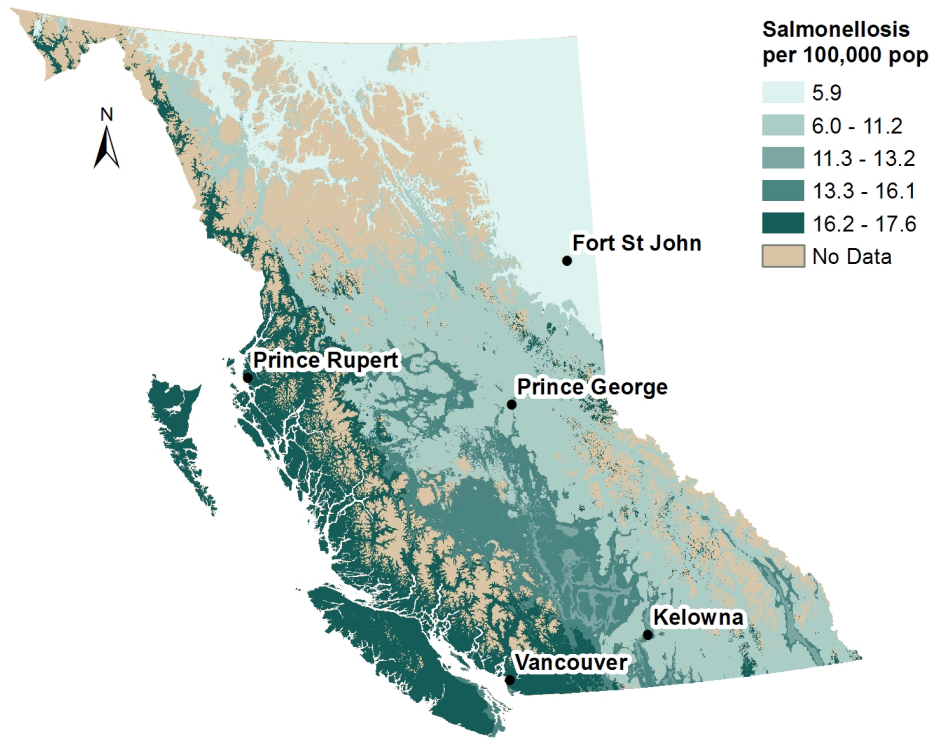 Salmonellosis
per 100,000 pop
5.9
6.0 - 11.2
11.3 - 13.2
13.3 - 16.1
16.2 - 17.6
No Data
N
Fort St John
Prince Rupert
Prince George
Kelowna
Vancouver